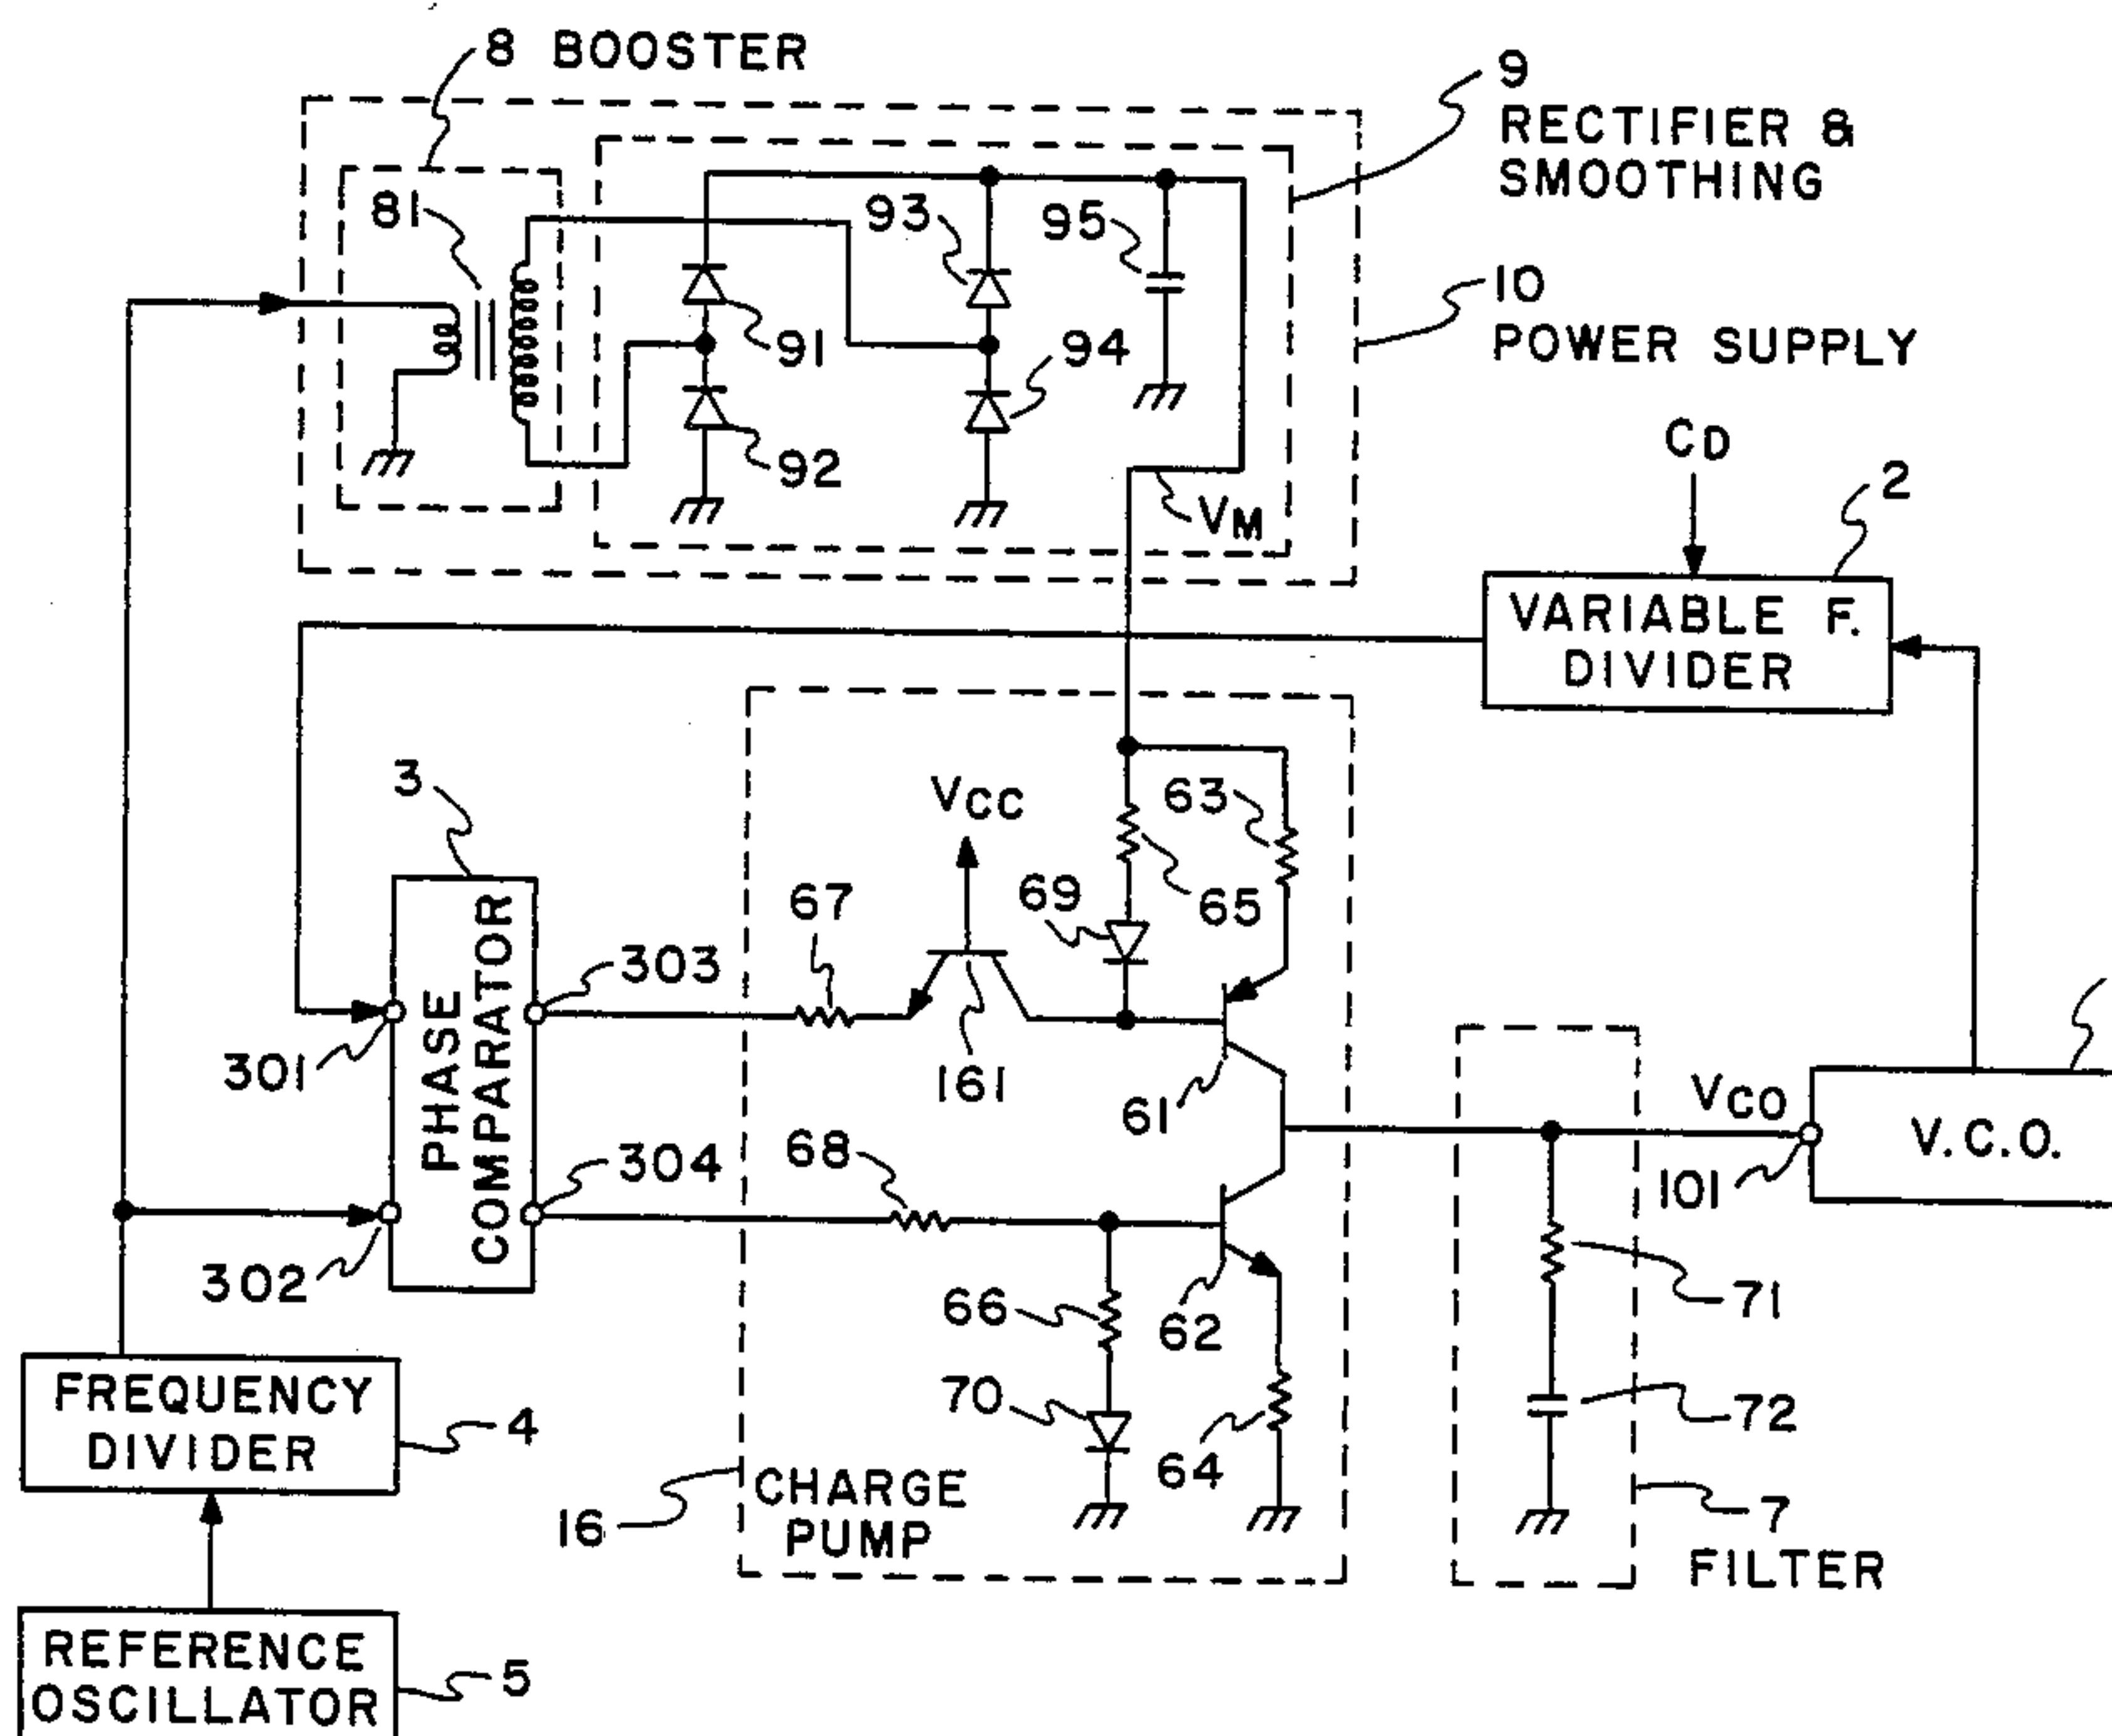 8 BOOSTER
9
RECTIFIER &
SMOOTHING
81
93
95
10
POWER SUPPLY
91
94
92
VM
CD
2
VARIABLE F.
DIVIDER
3
VCC
63
67
69
65
303
PHASE
COMPARATOR
301
161
61
VCO
V.C.O.
101
68
304
302
66
62
71
70
64
72
FREQUENCY
DIVIDER
4
16
CHARGE
PUMP
7
FILTER
REFERENCE
OSCILLATOR
5